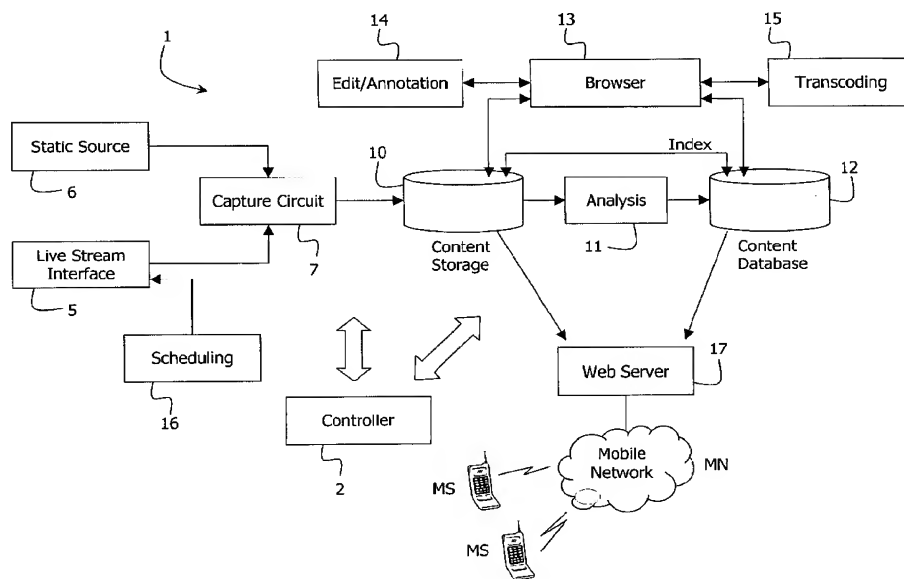 14
13
15
1
Edit/Annotation
Browser
Transcoding
Static Source
6
10
Index
12
Capture Circuit
7
Analysis
11
Live Stream
Interface
5
Content
Storage
Content
Database
Scheduling
16
17
Web Server
Controller
2
Mobile
Network
MN
MS
MS